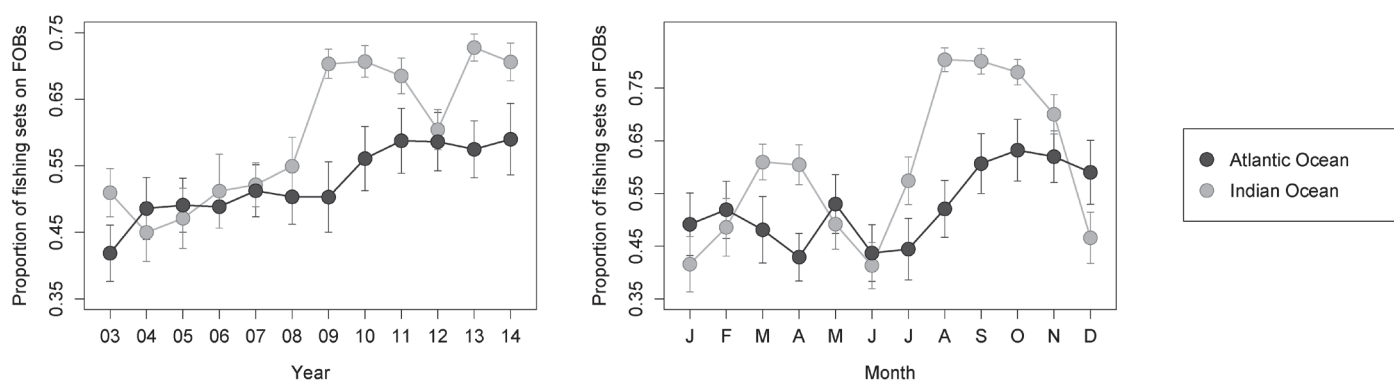 Proportion of fishing sets on FOBs
0.75
0.65
0.55
0.45
0.35
03 04 05 06 07 08 09 10 11 12 13 14
Year
Proportion of fishing sets on FOBs
0.75
0.65
0.55
0.45
0.35
J F M A M J J A S O N D
Month
Atlantic Ocean
Indian Ocean